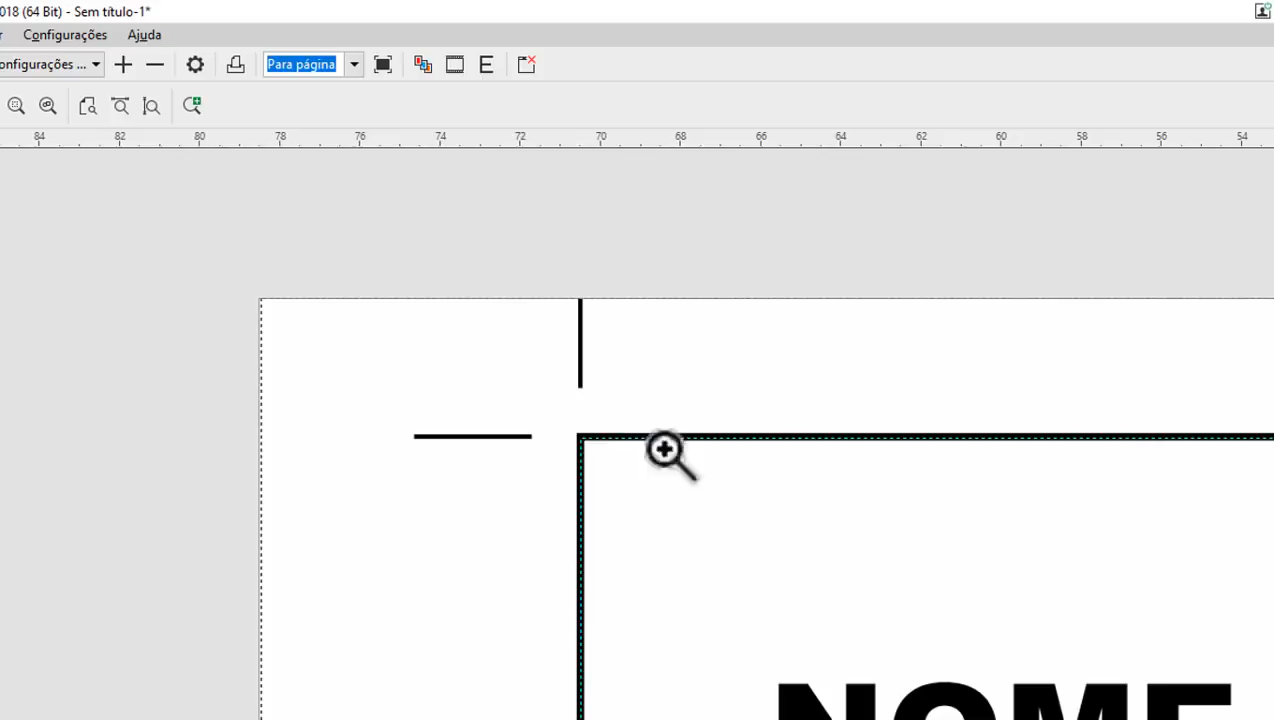 018 (64 Bit) - Sem título-1*
r Configurações Ajuda
onfigurações ... Para página E
84 82 80 78 76 74 72 70 68 66 64 62 60 58 56 54
NOME